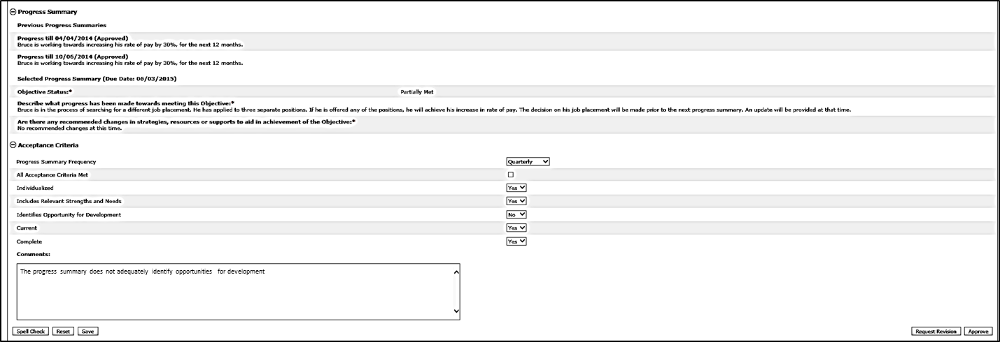 Progress Summary
Previous Progress Summaries
Progress till 04/04/2014 (Approved)
Bruce is working towards increasing his rate of pay by 30%, for the next 12 months.
Progress till 10/06/2014 (Approved)
Bruce is working towards increasing his rate of pay by 30%, for the next 12 months.
Selected Progress Summary (Due Date: 06/03/2015)
Objective Status:* Partially Met
Describe what progress has been made towards meeting this Objective:*
Bruce is in the process of searching for a different job placement. He has applied to three separate positions. If he is offered any of the positions, he will achieve his increase in rate of pay. The decision on his job placement will be made prior to the next progress summary. An update will be provided at that time.
Are there any recommended changes in strategies, resources or supports to aid in achievement of the Objective:*
No recommended changes at this time.
Acceptance Criteria
Progress Summary Frequency Quarterly
All Acceptance Criteria Met
Individualized Yes
Includes Relevant Strengths and Needs Yes
Identifies Opportunity for Development No
Current Yes
Complete Yes
Comments:
The progress summary does not adequately identify opportunities for development
Spell Check Reset Save Request Revision Approve